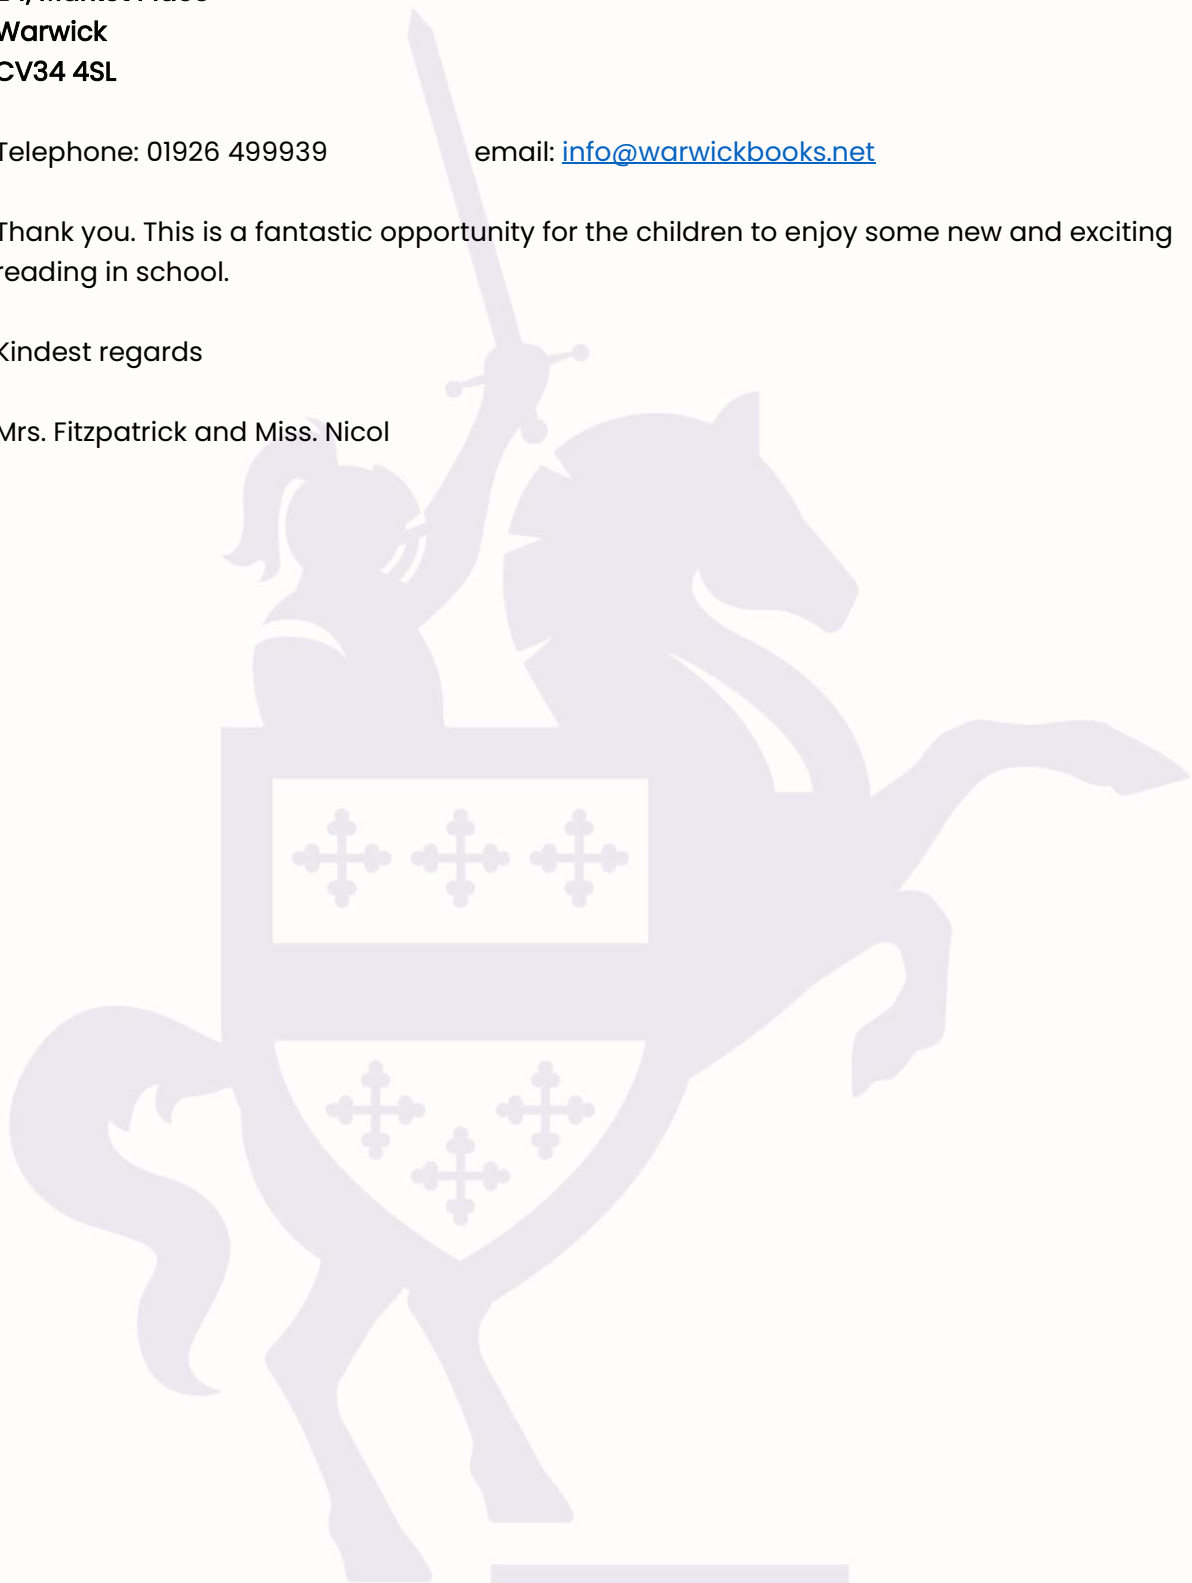 Warwick
CV34 4SL
Telephone: 01926 499939 email: info@warwickbooks.net
Thank you. This is a fantastic opportunity for the children to enjoy some new and exciting
reading in school.
Kindest regards
Mrs. Fitzpatrick and Miss. Nicol